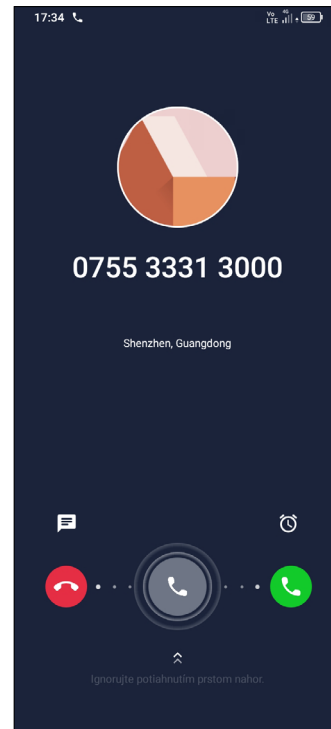 17:34
Vo LTE 4G 59
0755 3331 3000
Shenzhen, Guangdong
Ignorujte potiahnutím prstom nahor.